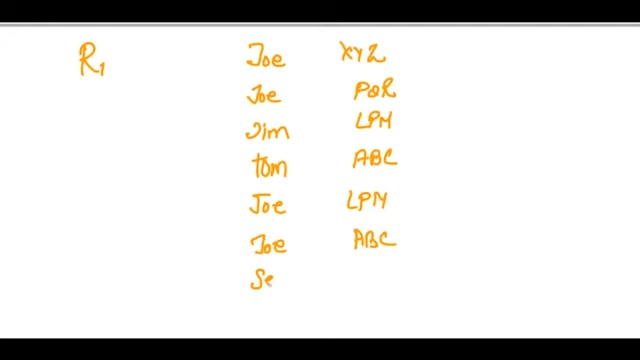 R1 Joe XYZ
Joe PQR
Jim LPM
Tom ABC
Joe LPM
Joe ABC
Se